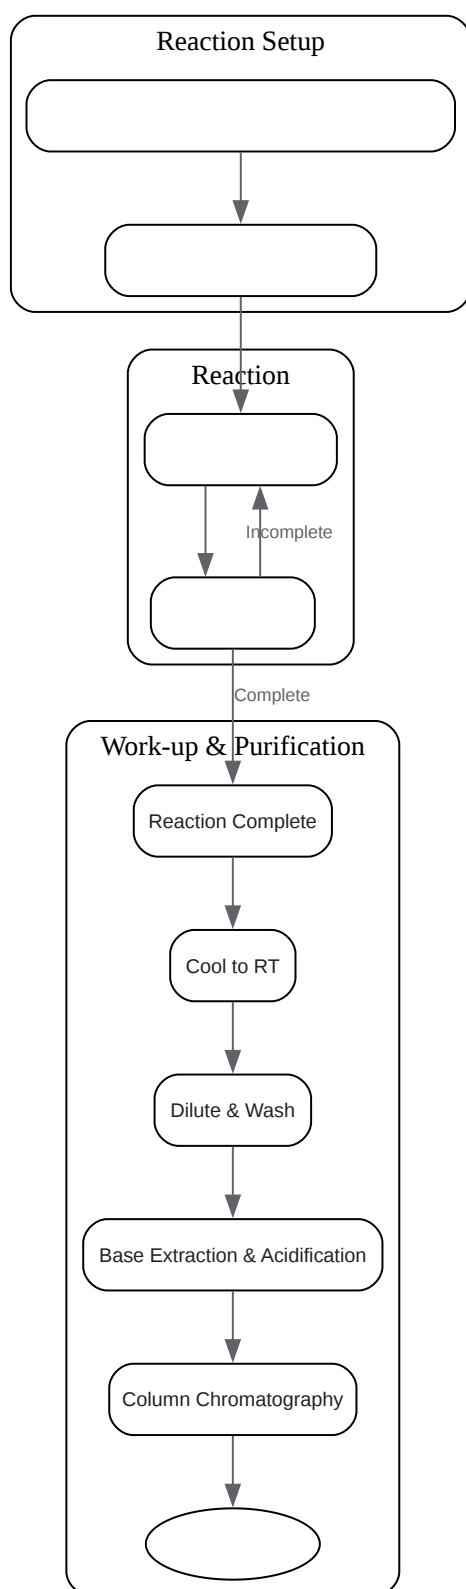 Reaction Setup
Reaction
Incomplete
Complete
Work-up & Purification
Reaction Complete
Cool to RT
Dilute & Wash
Base Extraction & Acidification
Column Chromatography